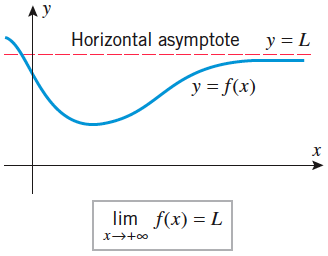 y
Horizontal asymptote y = L
y = f(x)
x
lim f(x) = L
x→+∞